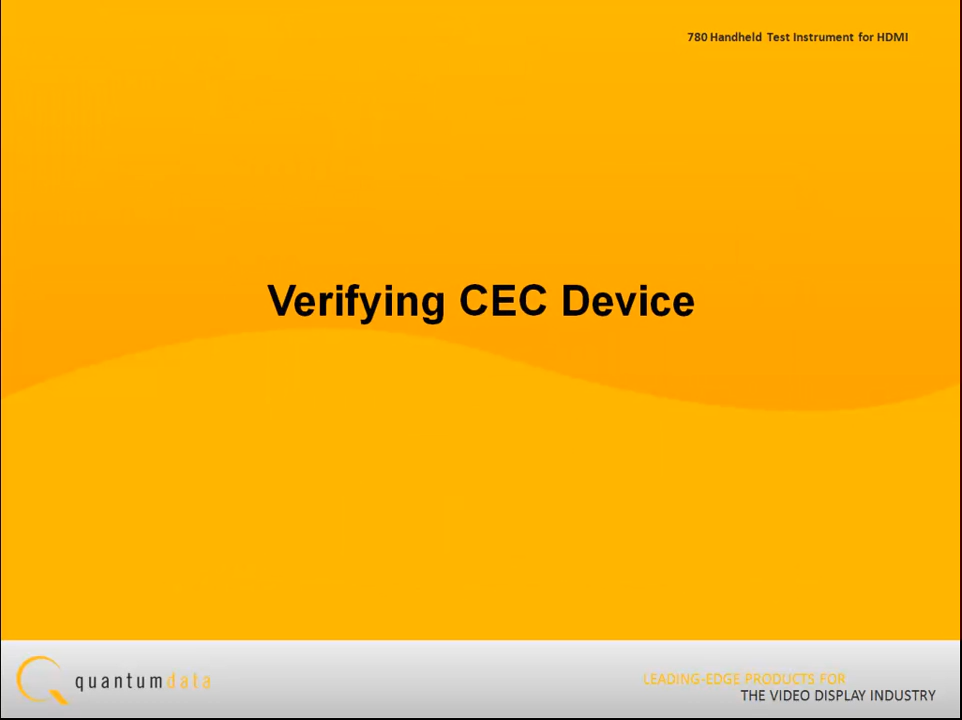 780 Handheld Test Instrument for HDMI
Verifying CEC Device
quantumdata
LEADING-EDGE PRODUCTS FOR
THE VIDEO DISPLAY INDUSTRY